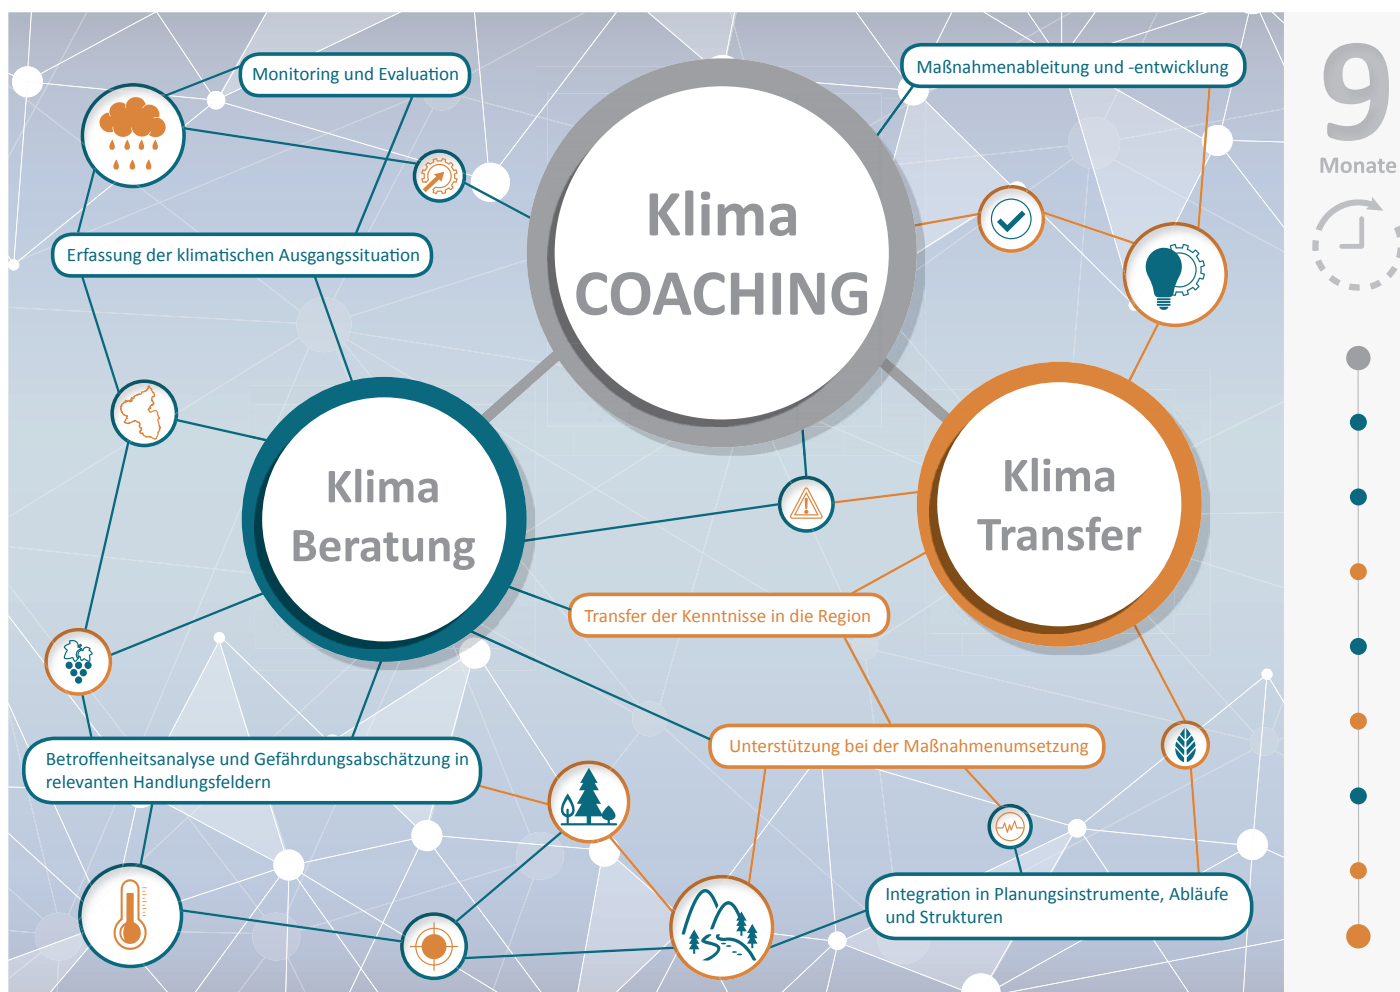 Monitoring und Evaluation
Maßnahmenableitung und -entwicklung
9
Monate
Klima
COACHING
Erfassung der klimatischen Ausgangssituation
Klima
Beratung
Klima
Transfer
Transfer der Kenntnisse in die Region
Unterstützung bei der Maßnahmenumsetzung
Betroffenheitsanalyse und Gefährdungsabschätzung in
relevanten Handlungsfeldern
Integration in Planungsinstrumente, Abläufe
und Strukturen